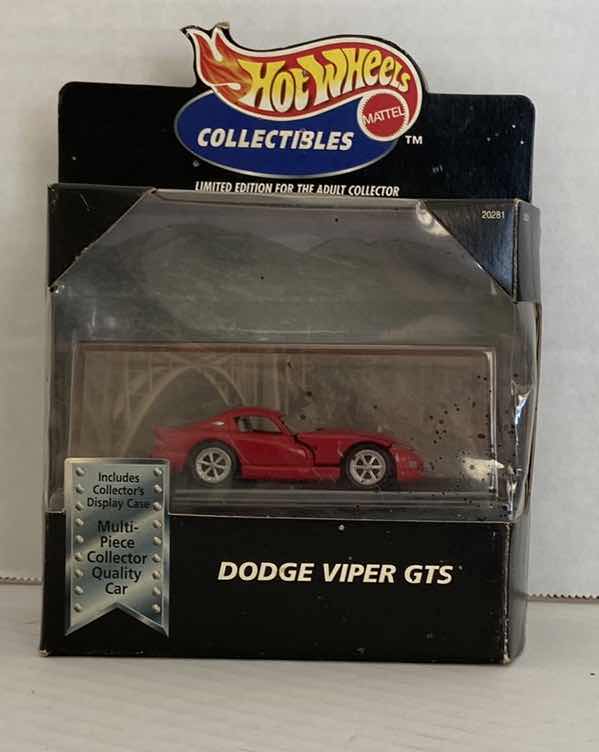 HOT WHEELS
MATTEL
COLLECTIBLES ™
LIMITED EDITION FOR THE ADULT COLLECTOR
20281
Includes
Collector's
Display Case
Multi-
Piece
Collector
Quality
Car
DODGE VIPER GTS